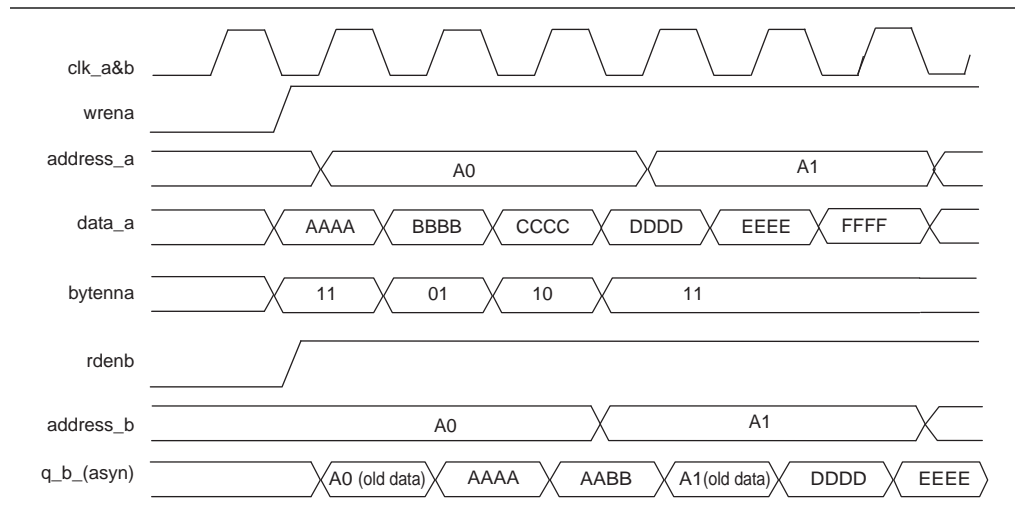 clk_a&b
wrena
address_a A0 A1
data_a AAAA BBBB CCCC DDDD EEEE FFFF
bytenna 11 01 10 11
rdenb
address_b A0 A1
q_b_(asyn) A0 (old data) AAAA AABB A1(old data) DDDD EEEE